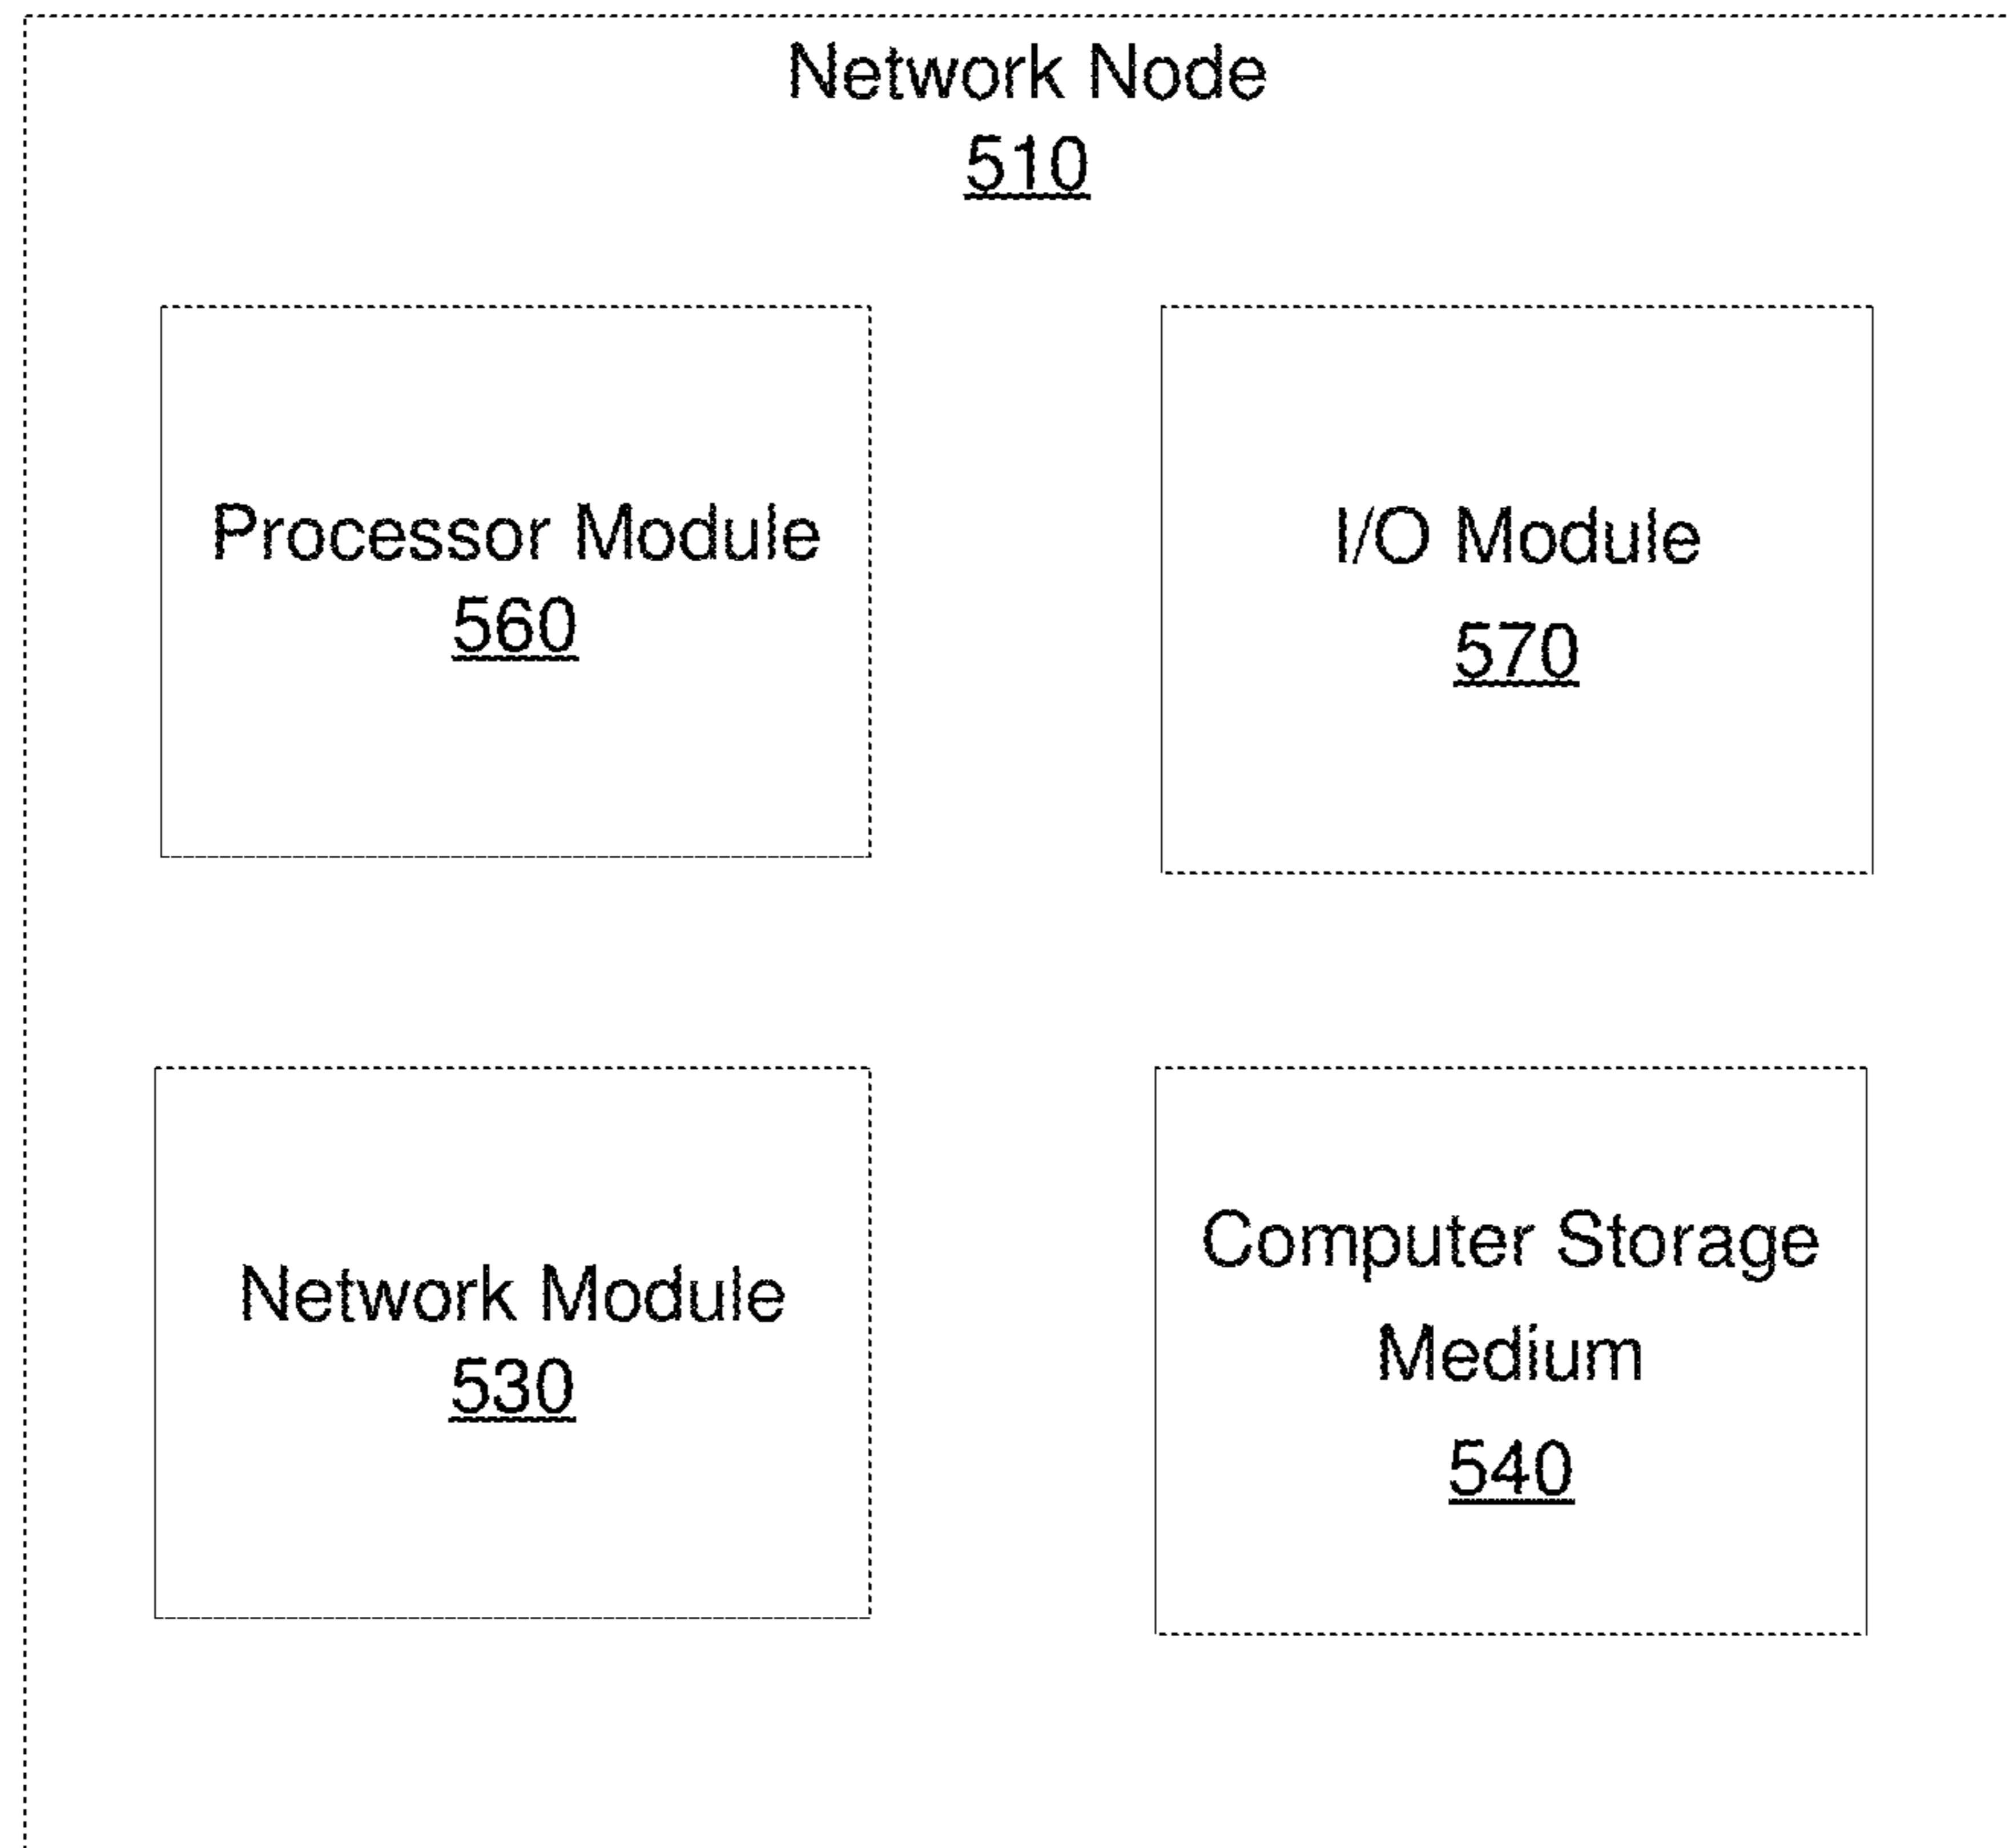 Network Node
510
Processor Module
560
I/O Module
570
Network Module
530
Computer Storage
Medium
540